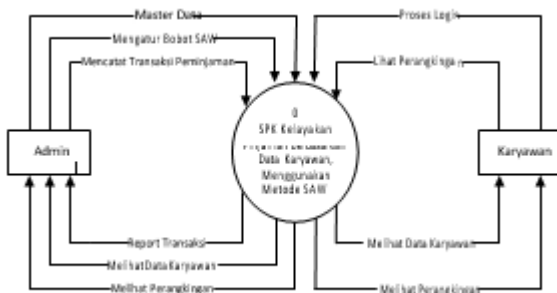 Master Data
Proses Login
Mengatur Bobot SAW
Mencatat Transaksi Peminjaman
Lihat Perangkingan
0
SPK Kelayakan
Data Karyawan,
Menggunakan
Metode SAW
Admin
Karyawan
Report Transaksi
Melihat Data Karyawan
Melihat Data Karyawan
Melihat Perangkingan
Melihat Perangkingan